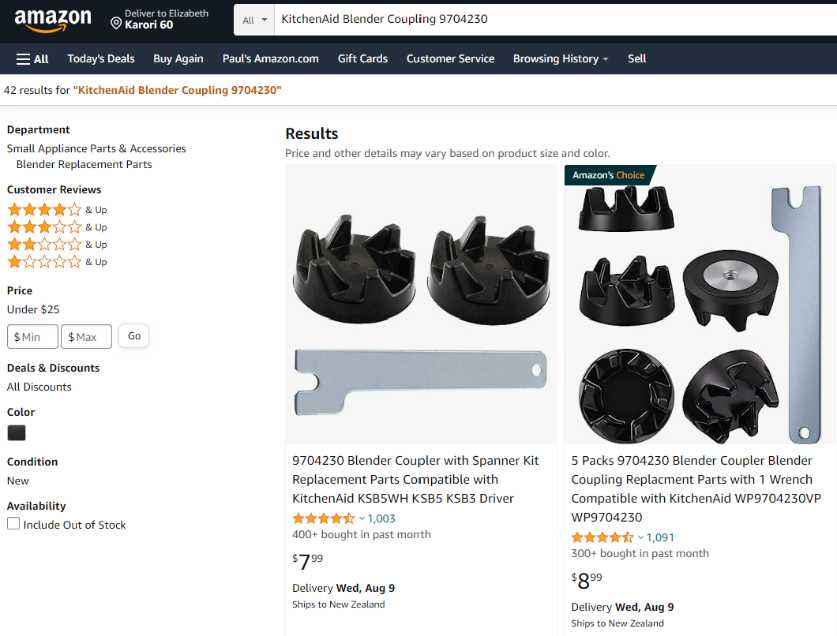 amazon
Deliver to Elizabeth
Karori 60
All
KitchenAid Blender Coupling 9704230
All
Today's Deals
Buy Again
Paul's Amazon.com
Gift Cards
Customer Service
Browsing History
Sell
42 results for "KitchenAid Blender Coupling 9704230"
Department
Small Appliance Parts & Accessories
Blender Replacement Parts
Customer Reviews
& Up
& Up
& Up
& Up
Price
Under $25
$ Min
$ Max
Go
Deals & Discounts
All Discounts
Color
Condition
New
Availability
Include Out of Stock
Results
Price and other details may vary based on product size and color.
9704230 Blender Coupler with Spanner Kit
Replacement Parts Compatible with
KitchenAid KSB5WH KSB5 KSB3 Driver
1,003
400+ bought in past month
$7.99
Delivery Wed, Aug 9
Ships to New Zealand
Amazon's Choice
5 Packs 9704230 Blender Coupler Blender
Coupling Replacment Parts with 1 Wrench
Compatible with KitchenAid WP9704230VP
WP9704230
1,091
300+ bought in past month
$8.99
Delivery Wed, Aug 9
Ships to New Zealand